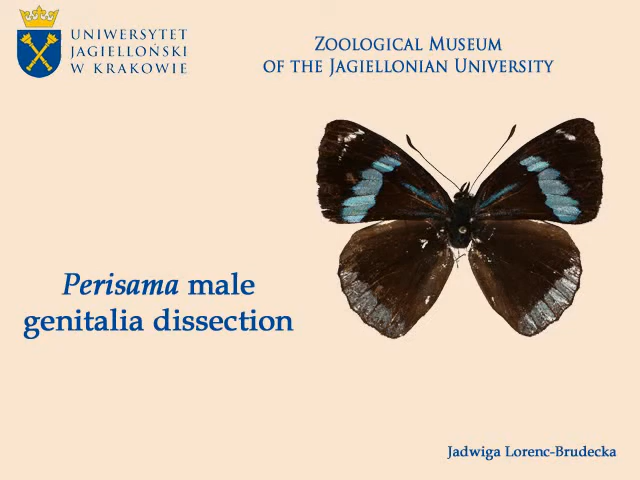 UNIWERSYTET
JAGIELLOŃSKI
W KRAKOWIE
Zoological Museum
of the Jagiellonian University
Perisama male
genitalia dissection
Jadwiga Lorenc-Brudecka